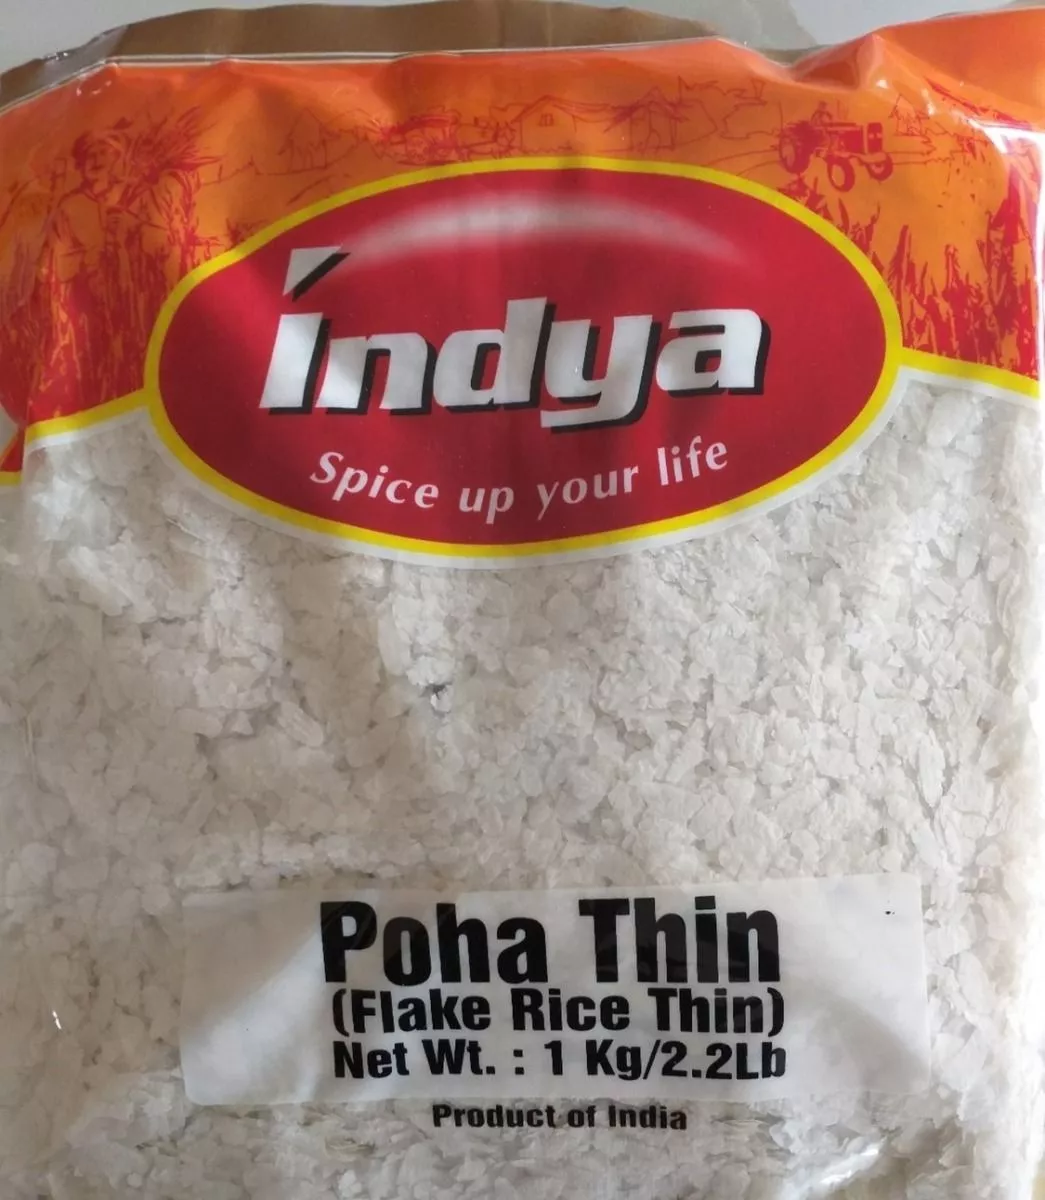 indya
Spice up your life
Poha Thin
(Flake Rice Thin)
Net Wt. : 1 Kg/2.2Lb
Product of India